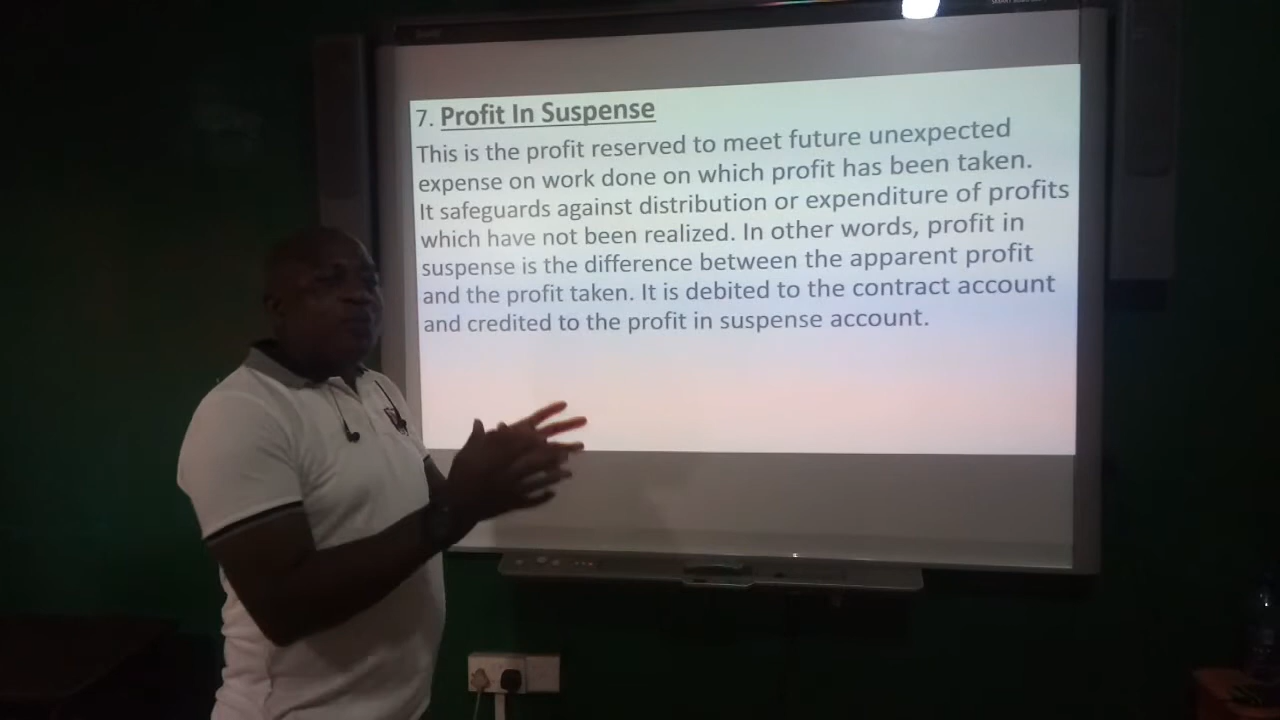 7. Profit In Suspense
This is the profit reserved to meet future unexpected
expense on work done on which profit has been taken.
It safeguards against distribution or expenditure of profits
which have not been realized. In other words, profit in
suspense is the difference between the apparent profit
and the profit taken. It is debited to the contract account
and credited to the profit in suspense account.